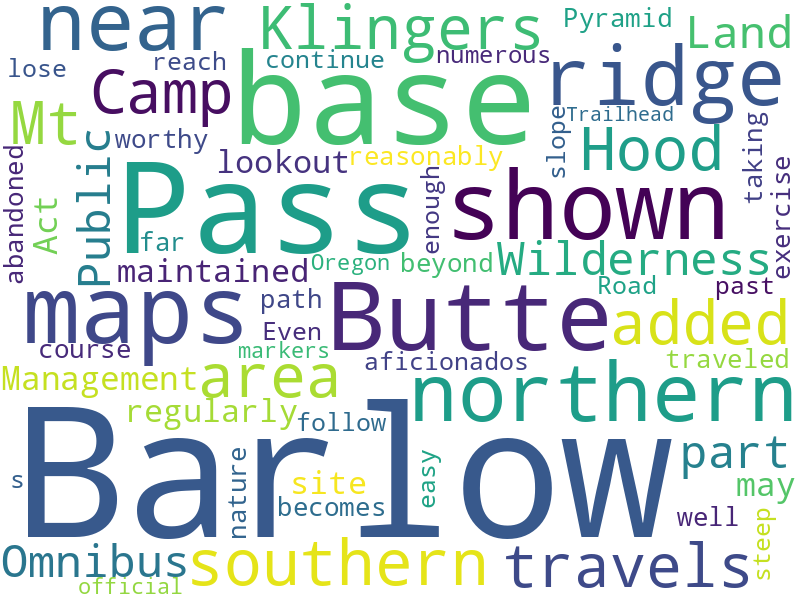 near Klingers Pyramid Land
lose reach continue numerous
Camp base ridge
Mt worthy Trailhead
Public lookout reasonably slope Hood taking
abandoned Act Pass far enough shown exercise
maintained Oregon beyond Wilderness
maps path Butte Road past
Even added
course markers aficionados traveled
Management area northern
regularly follow
Barlow part
s nature site easy may
becomes well steep
Omnibus southern travels
official